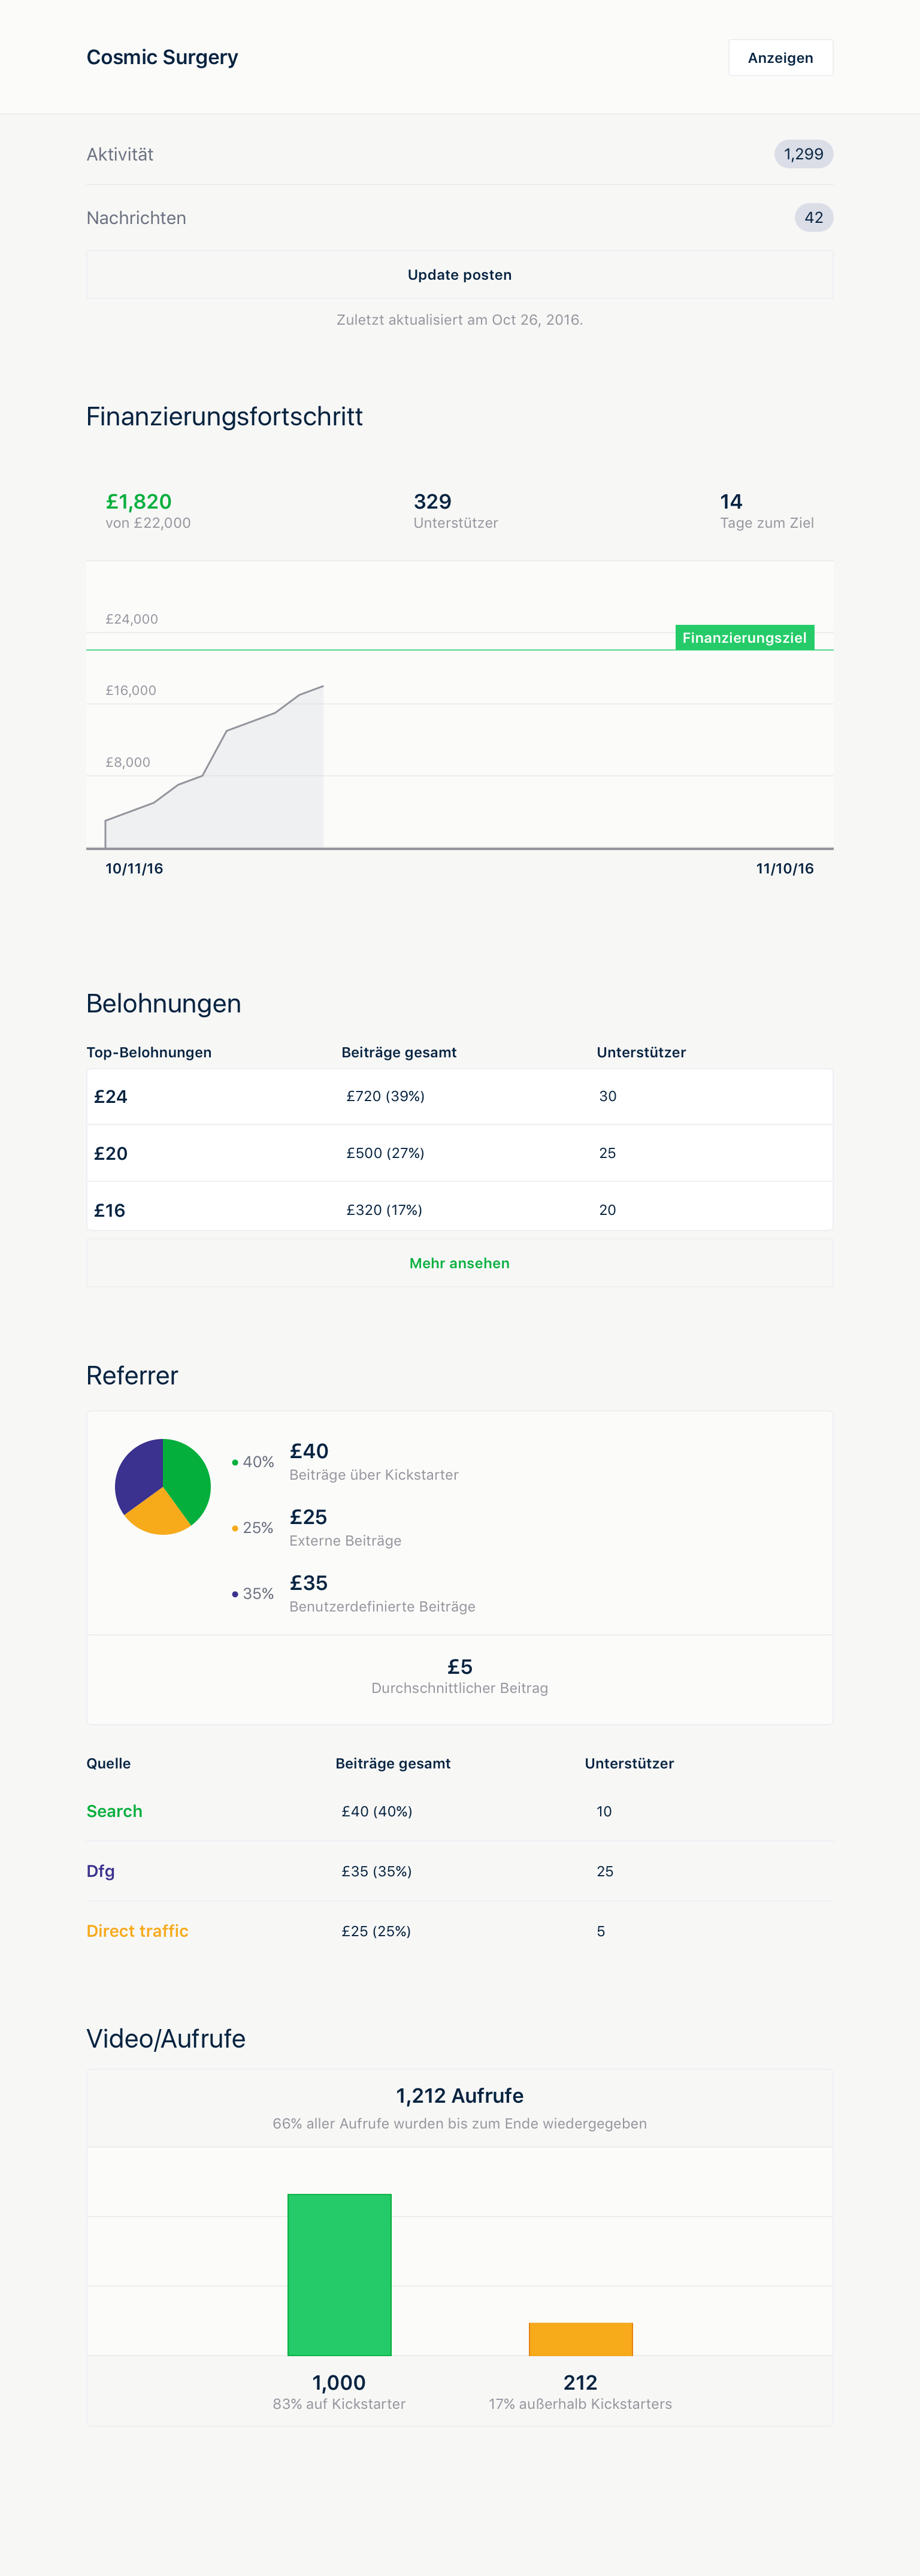 Cosmic Surgery
Anzeigen
Aktivität
1,299
Nachrichten
42
Update posten
Zuletzt aktualisiert am Oct 26, 2016.
Finanzierungsfortschritt
£1,820
von £22,000
329
Unterstützer
14
Tage zum Ziel
£24,000
Finanzierungsziel
£16,000
£8,000
10/11/16
11/10/16
Belohnungen
Top-Belohnungen Beiträge gesamt Unterstützer
£24 £720 (39%) 30
£20 £500 (27%) 25
£16 £320 (17%) 20
Mehr ansehen
Referrer
40%
£40
Beiträge über Kickstarter
25%
£25
Externe Beiträge
35%
£35
Benutzerdefinierte Beiträge
£5
Durchschnittlicher Beitrag
Quelle Beiträge gesamt Unterstützer
Search £40 (40%) 10
Dfg £35 (35%) 25
Direct traffic £25 (25%) 5
Video/Aufrufe
1,212 Aufrufe
66% aller Aufrufe wurden bis zum Ende wiedergegeben
1,000
83% auf Kickstarter
212
17% außerhalb Kickstarters